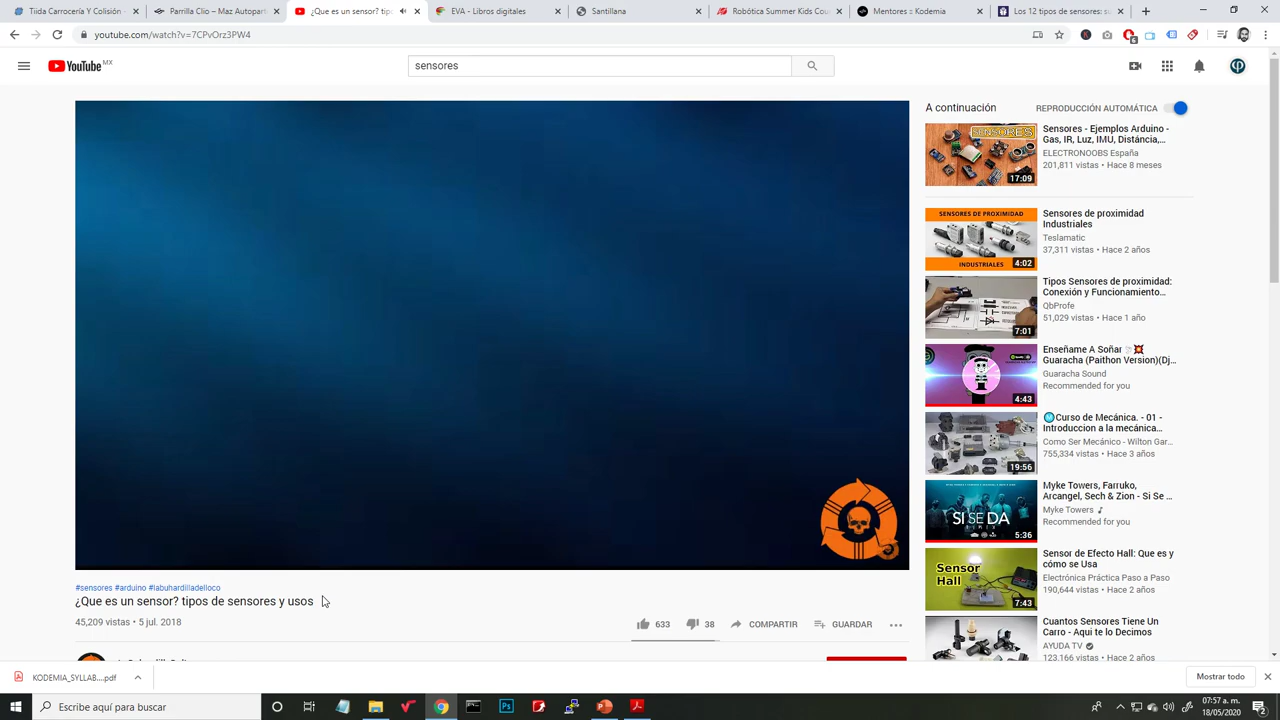 Tida Carrocería Y Colisión
Parrilla Clio – Maz Autopart
¿Que es un sensor? tip
EVA - Libros digitales
Santillana
Robótica Summer Kids Cour
Mentores x Kodemia
Los 12 tipos de sensores: s
youtube.com/watch?v=7CPvOrz3PW4
6
YouTube MX
sensores
A continuación
REPRODUCCIÓN AUTOMÁTICA
SENSORES
17:09
Sensores - Ejemplos Arduino -
Gas, IR, Luz, IMU, Distáncia,...
ELECTRONOOBS España
201,811 vistas • Hace 8 meses
SENSORES DE PROXIMIDAD
INDUSTRIALES
4:02
Sensores de proximidad
Industriales
Teslamatic
37,311 vistas • Hace 2 años
7:01
Tipos Sensores de proximidad:
Conexión y Funcionamiento...
QbProfe
51,029 vistas • Hace 1 año
4:43
Enseñame A Soñar 💥
Guaracha (Paithon Version)(Dj...
Guaracha Sound
Recommended for you
19:56
Curso de Mecánica. - 01 -
Introduccion a la mecánica...
Como Ser Mecánico - Wilton Gar...
755,334 vistas • Hace 3 años
SI SE DA
REMIX
5:36
Myke Towers, Farruko,
Arcangel, Sech & Zion - Si Se ...
Myke Towers ♪
Recommended for you
Sensor
Hall
7:43
Sensor de Efecto Hall: Que es y
cómo se Usa
Electrónica Práctica Paso a Paso
190,644 vistas • Hace 2 años
Cuantos Sensores Tiene Un
Carro - Aqui te lo Decimos
AYUDA TV
123,166 vistas • Hace 2 años
#sensores #arduino #labuhardilladelloco
¿Que es un sensor? tipos de sensores y usos
45,209 vistas • 5 jul. 2018
633
38
COMPARTIR
GUARDAR
KODEMIA_SYLLAB....pdf
Mostrar todo
Escribe aquí para buscar
07:57 a. m.
18/05/2020